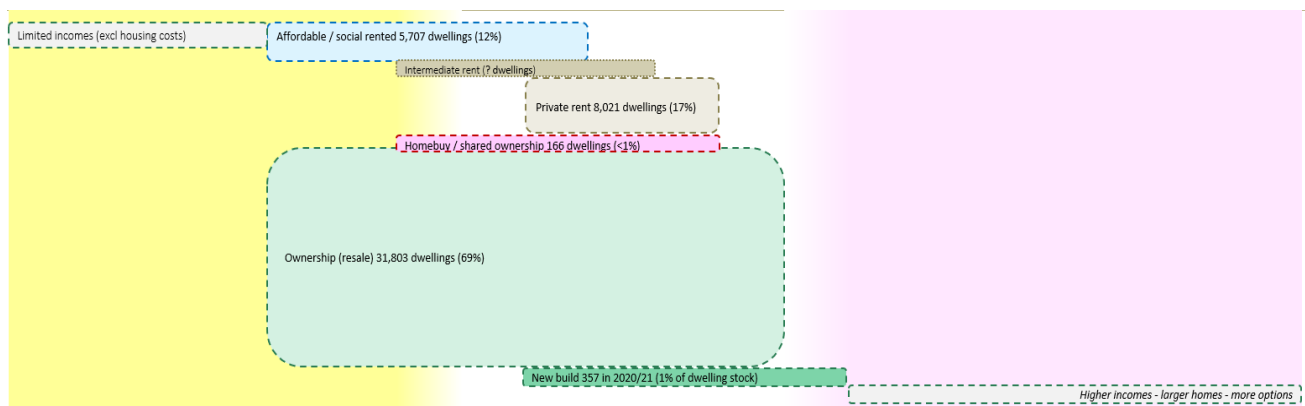 Limited incomes (excl housing costs)
Affordable / social rented 5,707 dwellings (12%)
Intermediate rent (? dwellings)
Private rent 8,021 dwellings (17%)
Homebuy / shared ownership 166 dwellings (<1%)
Ownership (resale) 31,803 dwellings (69%)
New build 357 in 2020/21 (1% of dwelling stock)
Higher incomes - larger homes - more options